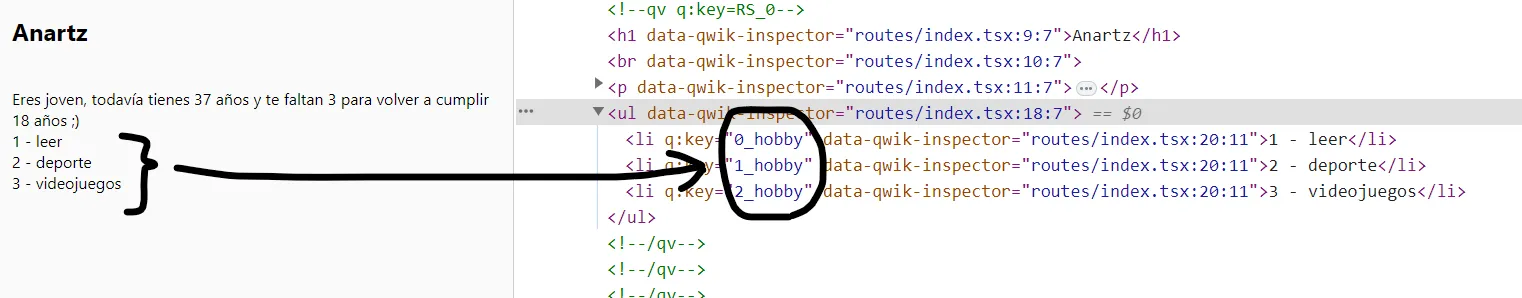 Anartz
Eres joven, todavía tienes 37 años y te faltan 3 para volver a cumplir
18 años ;)
1 - leer
2 - deporte
3 - videojuegos
<!--qv q:key=RS_0-->
<h1 data-qwik-inspector="routes/index.tsx:9:7">Anartz</h1>
<br data-qwik-inspector="routes/index.tsx:10:7">
<p data-qwik-inspector="routes/index.tsx:11:7">…</p>
<ul data-qwik-inspector="routes/index.tsx:18:7> == $0
<li q:key="0_hobby" data-qwik-inspector="routes/index.tsx:20:11">1 - leer</li>
<li q:key="1_hobby" data-qwik-inspector="routes/index.tsx:20:11">2 - deporte</li>
<li q:key="2_hobby" data-qwik-inspector="routes/index.tsx:20:11">3 - videojuegos</li>
</ul>
<!--/qv-->
<!--/qv-->
<!--/qv-->